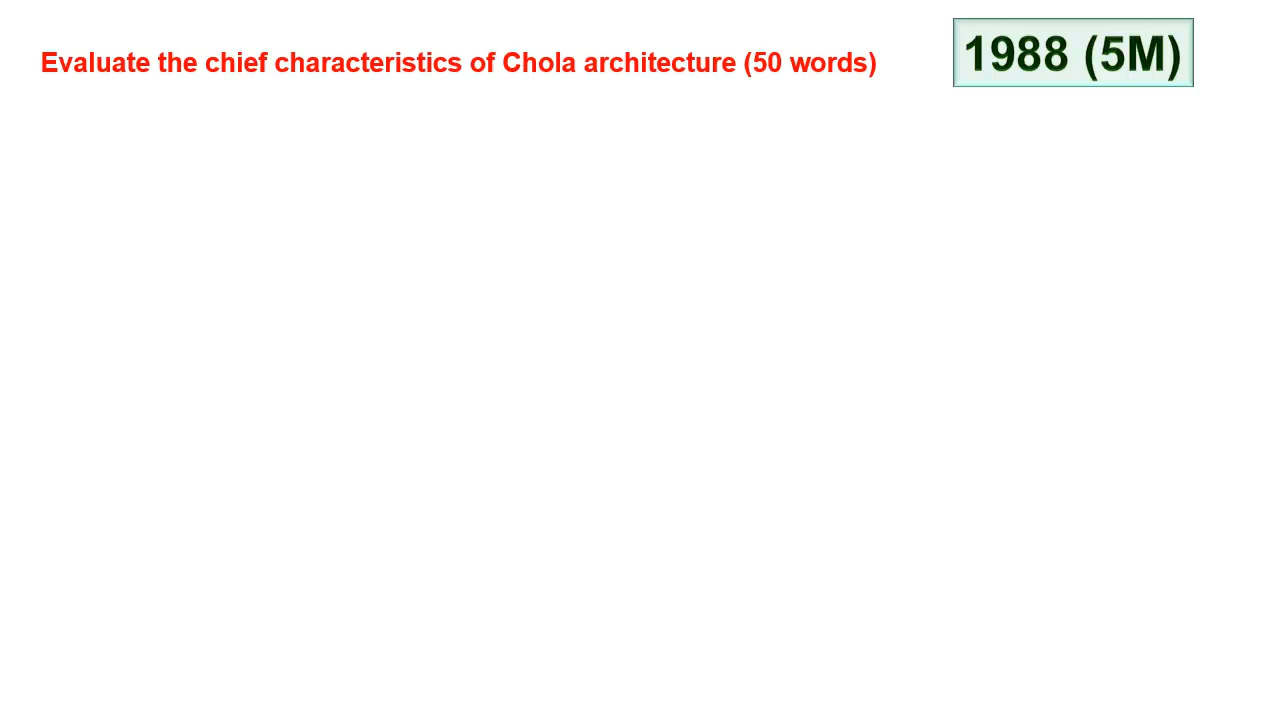 Evaluate the chief characteristics of Chola architecture (50 words)
1988 (5M)